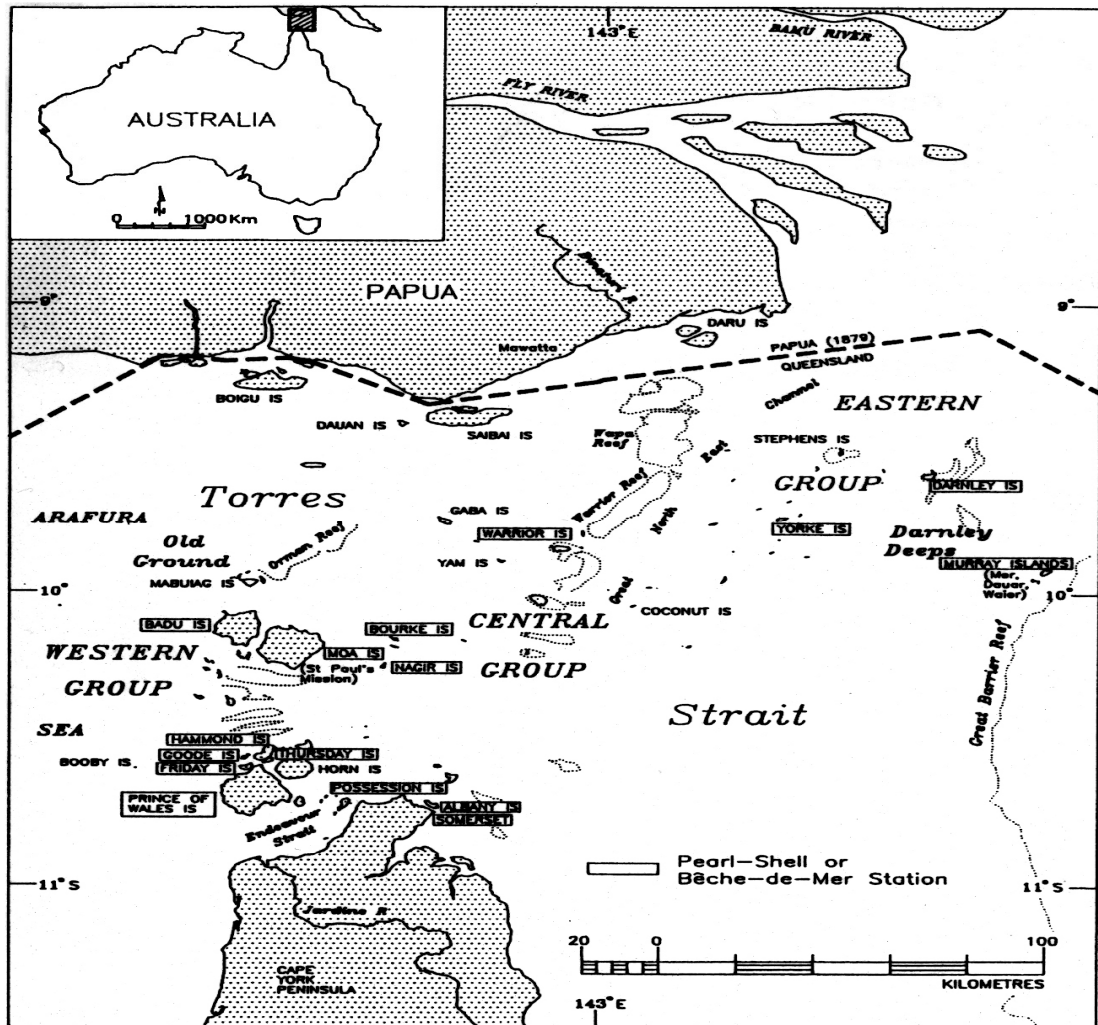 143°E
BAMU RIVER
FLY RIVER
AUSTRALIA
N
0 1000Km
PAPUA
Binaturi R
9°
9°
DARU IS
Mawatta
PAPUA (1879)
QUEENSLAND
BOIGU IS
DAUAN IS
SAIBAI IS
Channel
EASTERN
Wapa
Reef
East
STEPHENS IS
GROUP
DARNLEY IS
Torres
Warrior Reef
North
GABA IS
ARAFURA
WARRIOR IS
YORKE IS
Old
Ground
Orman Reef
Darnley
Deeps
MABUIAG IS
YAM IS
MURRAY ISLANDS
(Mer,
Dauar,
Waier)
10°
10°
Great
COCONUT IS
BADU IS
BOURKE IS
CENTRAL
WESTERN
MOA IS
(St Paul's
Mission)
NAGIR IS
GROUP
GROUP
Great Barrier Reef
Strait
SEA
HAMMOND IS
GOODE IS
THURSDAY IS
BOOBY IS
FRIDAY IS
HORN IS
POSSESSION IS
PRINCE OF
WALES IS
ALBANY IS
SOMERSET
Endeavour
Strait
Pearl-Shell or
Bêche-de-Mer Station
11°S
11°S
Jardine R
20 0 100
CAPE
YORK
PENINSULA
KILOMETRES
143°E